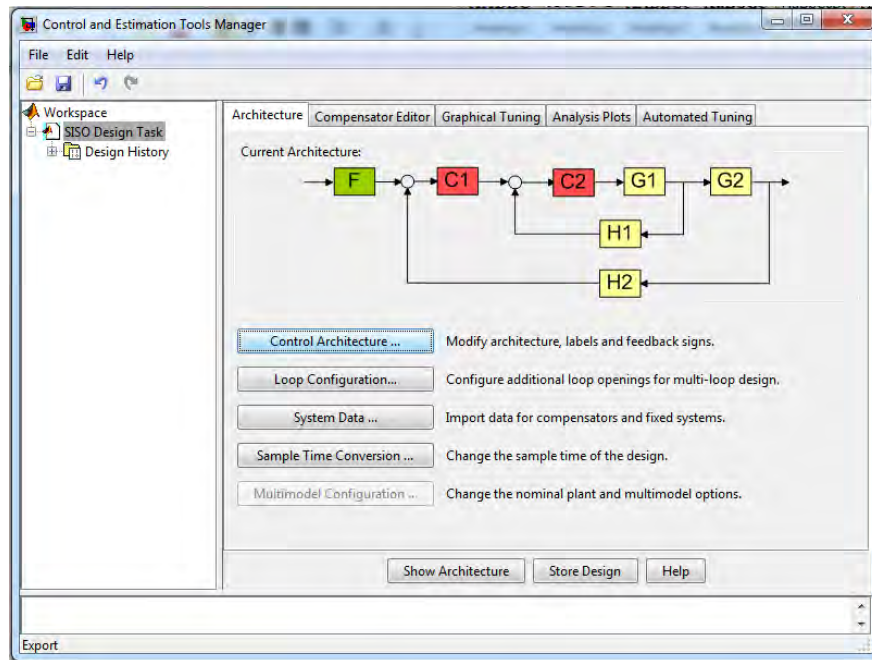 Control and Estimation Tools Manager
File Edit Help
Workspace
SISO Design Task
Design History
Architecture Compensator Editor Graphical Tuning Analysis Plots Automated Tuning
Current Architecture:
F C1 C2 G1 G2
H1
H2
Control Architecture ... Modify architecture, labels and feedback signs.
Loop Configuration... Configure additional loop openings for multi-loop design.
System Data ... Import data for compensators and fixed systems.
Sample Time Conversion ... Change the sample time of the design.
Multimodel Configuration ... Change the nominal plant and multimodel options.
Show Architecture Store Design Help
Export